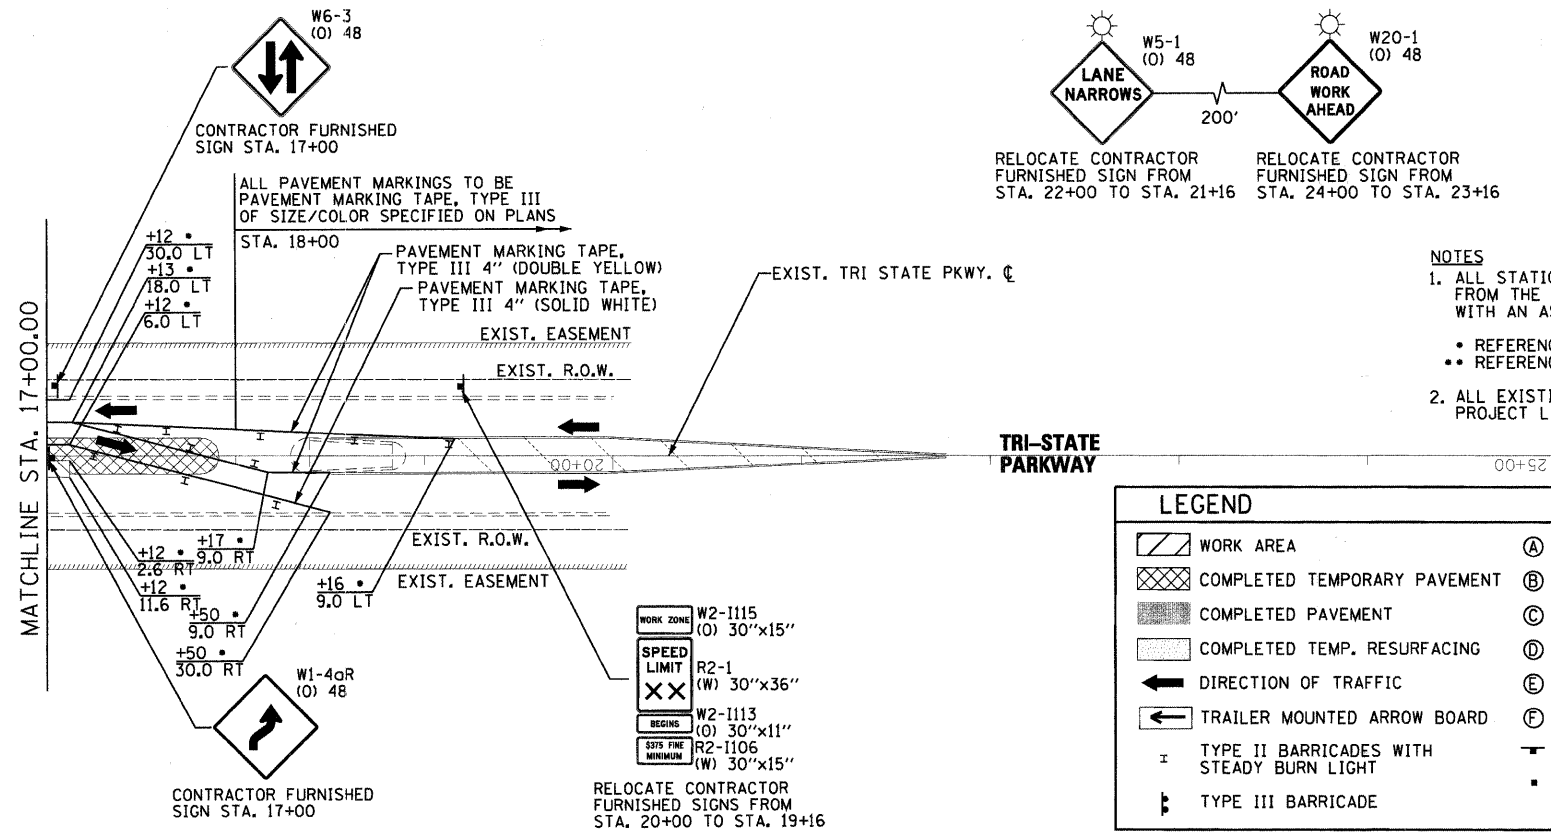 W6-3
(O) 48
CONTRACTOR FURNISHED
SIGN STA. 17+00
W5-1
(O) 48
LANE
NARROWS
200'
W20-1
(O) 48
ROAD
WORK
AHEAD
RELOCATE CONTRACTOR
FURNISHED SIGN FROM
STA. 22+00 TO STA. 21+16
RELOCATE CONTRACTOR
FURNISHED SIGN FROM
STA. 24+00 TO STA. 23+16
ALL PAVEMENT MARKINGS TO BE
PAVEMENT MARKING TAPE, TYPE III
OF SIZE/COLOR SPECIFIED ON PLANS
STA. 18+00
+12 •
30.0 LT
+13 •
18.0 LT
+12 •
6.0 LT
PAVEMENT MARKING TAPE,
TYPE III 4" (DOUBLE YELLOW)
PAVEMENT MARKING TAPE,
TYPE III 4" (SOLID WHITE)
EXIST. TRI STATE PKWY. ℄
NOTES
1. ALL STATIO
FROM THE
WITH AN AS
• REFERENC
•• REFERENC
2. ALL EXISTI
PROJECT L
MATCHLINE STA. 17+00.00
EXIST. EASEMENT
EXIST. R.O.W.
20+00
TRI-STATE
PARKWAY
25+00
EXIST. R.O.W.
EXIST. EASEMENT
+17 •
9.0 RT
+12 •
2.6 RT
+12 •
11.6 RT
+50 •
9.0 RT
+50 •
30.0 RT
+16 •
9.0 LT
W1-4aR
(O) 48
CONTRACTOR FURNISHED
SIGN STA. 17+00
WORK ZONE
W2-I115
(O) 30"x15"
SPEED
LIMIT
XX
R2-1
(W) 30"x36"
BEGINS
W2-I113
(O) 30"x11"
$375 FINE
MINIMUM
R2-I106
(W) 30"x15"
RELOCATE CONTRACTOR
FURNISHED SIGNS FROM
STA. 20+00 TO STA. 19+16
LEGEND
WORK AREA A
COMPLETED TEMPORARY PAVEMENT B
COMPLETED PAVEMENT C
COMPLETED TEMP. RESURFACING D
DIRECTION OF TRAFFIC E
TRAILER MOUNTED ARROW BOARD F
TYPE II BARRICADES WITH
STEADY BURN LIGHT
TYPE III BARRICADE